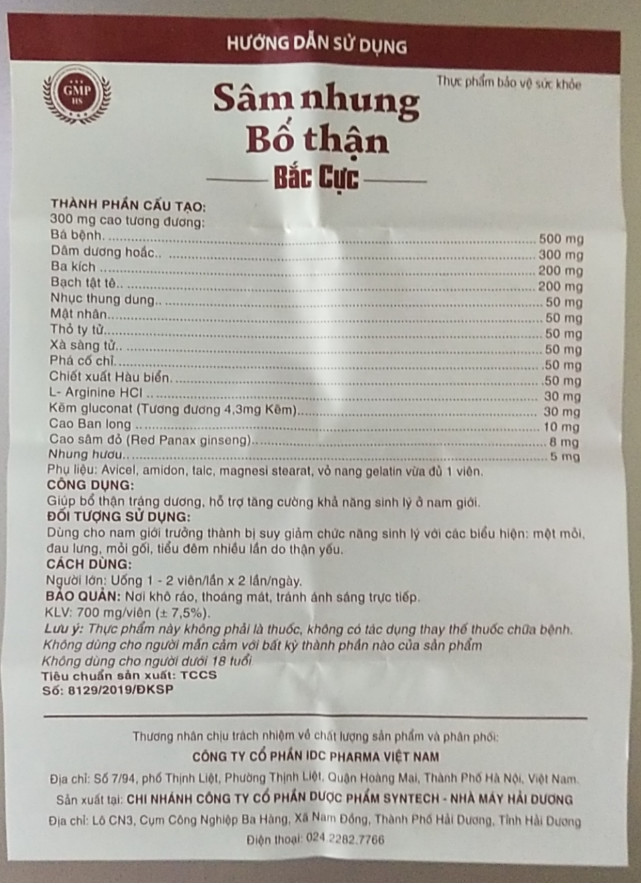 HƯỚNG DẪN SỬ DỤNG
GMP
HS
Thực phẩm bảo vệ sức khỏe
Sâm nhung
Bổ thận
Bắc Cực
THÀNH PHẦN CẤU TẠO:
300 mg cao tương đương:
Bá bệnh. 500 mg
Dâm dương hoắc.. 300 mg
Ba kích 200 mg
Bạch tật tê.. 200 mg
Nhục thung dung.. 50 mg
Mật nhân. 50 mg
Thỏ ty tử. 50 mg
Xà sàng tử.. 50 mg
Phá cố chỉ. 50 mg
Chiết xuất Hàu biển. 50 mg
L- Arginine HCl 30 mg
Kẽm gluconat (Tương đương 4,3mg Kẽm). 30 mg
Cao Ban long 10 mg
Cao sâm đỏ (Red Panax ginseng). 8 mg
Nhung hươu.. 5 mg
Phụ liệu: Avicel, amidon, talc, magnesi stearat, vỏ nang gelatin vừa đủ 1 viên.
CÔNG DỤNG:
Giúp bổ thận tráng dương, hỗ trợ tăng cường khả năng sinh lý ở nam giới.
ĐỐI TƯỢNG SỬ DỤNG:
Dùng cho nam giới trưởng thành bị suy giảm chức năng sinh lý với các biểu hiện: mệt mỏi,
đau lưng, mỏi gối, tiểu đêm nhiều lần do thận yếu.
CÁCH DÙNG:
Người lớn: Uống 1 - 2 viên/lần x 2 lần/ngày.
BẢO QUẢN: Nơi khô ráo, thoáng mát, tránh ánh sáng trực tiếp.
KLV: 700 mg/viên (± 7,5%).
Lưu ý: Thực phẩm này không phải là thuốc, không có tác dụng thay thế thuốc chữa bệnh.
Không dùng cho người mẫn cảm với bất kỳ thành phần nào của sản phẩm
Không dùng cho người dưới 18 tuổi
Tiêu chuẩn sản xuất: TCCS
Số: 8129/2019/ĐKSP
Thương nhân chịu trách nhiệm về chất lượng sản phẩm và phân phối:
CÔNG TY CỔ PHẦN IDC PHARMA VIỆT NAM
Địa chỉ: Số 7/94, phố Thịnh Liệt, Phường Thịnh Liệt, Quận Hoàng Mai, Thành Phố Hà Nội, Việt Nam.
Sản xuất tại: CHI NHÁNH CÔNG TY CỔ PHẦN DƯỢC PHẨM SYNTECH - NHÀ MÁY HẢI DƯƠNG
Địa chỉ: Lô CN3, Cụm Công Nghiệp Ba Hàng, Xã Nam Đồng, Thành Phố Hải Dương, Tỉnh Hải Dương
Điện thoại: 024.2282.7766